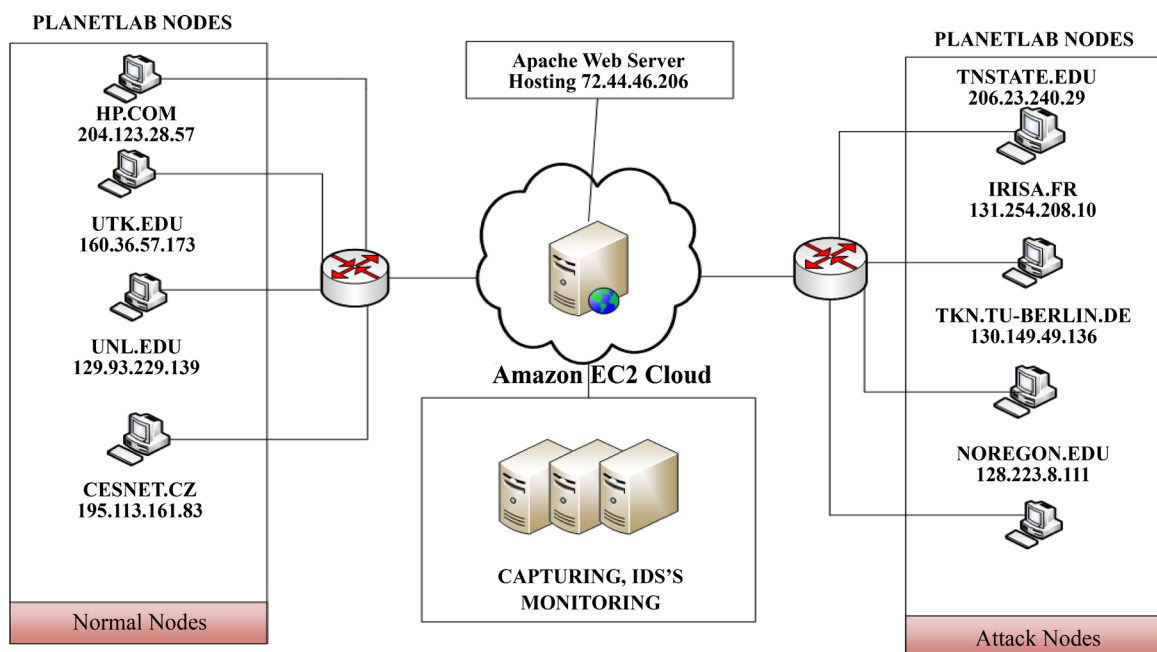 PLANETLAB NODES
HP.COM
204.123.28.57
UTK.EDU
160.36.57.173
UNL.EDU
129.93.229.139
CESNET.CZ
195.113.161.83
Normal Nodes
Apache Web Server
Hosting 72.44.46.206
Amazon EC2 Cloud
CAPTURING, IDS'S
MONITORING
PLANETLAB NODES
TNSTATE.EDU
206.23.240.29
IRISA.FR
131.254.208.10
TKN.TU-BERLIN.DE
130.149.49.136
NOREGON.EDU
128.223.8.111
Attack Nodes